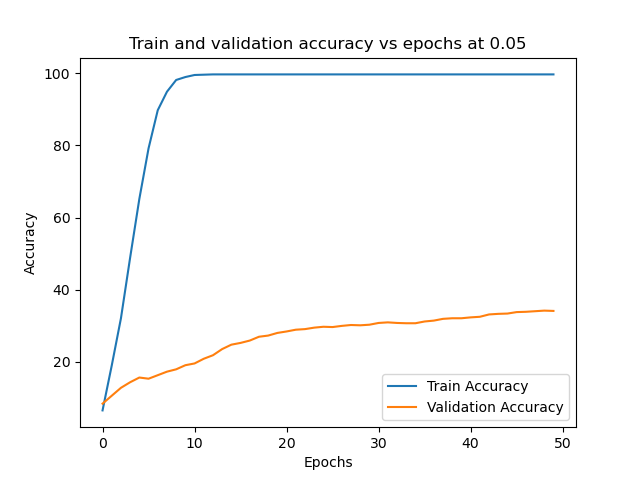 Train and validation accuracy vs epochs at 0.05
Accuracy
100
80
60
40
20
Train Accuracy
Validation Accuracy
0 10 20 30 40 50
Epochs